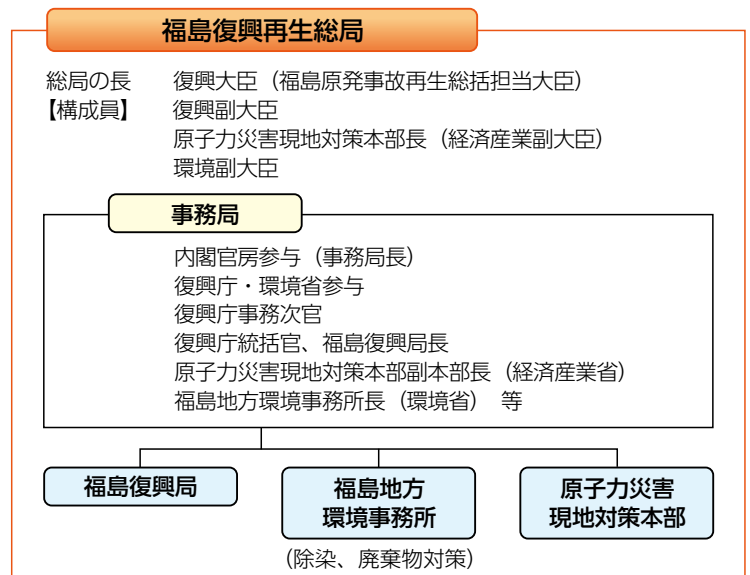 福島復興再生総局
総局の長 復興大臣（福島原発事故再生総括担当大臣）
【構成員】 復興副大臣
原子力災害現地対策本部長（経済産業副大臣）
環境副大臣
事務局
内閣官房参与（事務局長）
復興庁・環境省参与
復興庁事務次官
復興庁統括官、福島復興局長
原子力災害現地対策本部副本部長（経済産業省）
福島地方環境事務所長（環境省） 等
福島復興局
福島地方
環境事務所
（除染、廃棄物対策）
原子力災害
現地対策本部